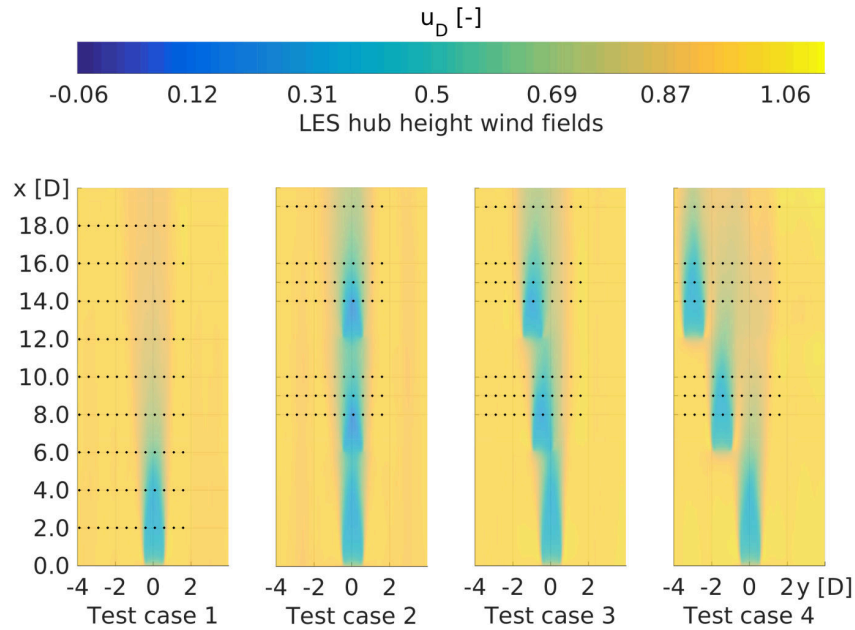 u_D [-]
-0.06 0.12 0.31 0.5 0.69 0.87 1.06
LES hub height wind fields
x [D]
18.0
16.0
14.0
12.0
10.0
8.0
6.0
4.0
2.0
0.0
-4 -2 0 2 -4 -2 0 2 -4 -2 0 2 -4 -2 0 2 y [D]
Test case 1 Test case 2 Test case 3 Test case 4